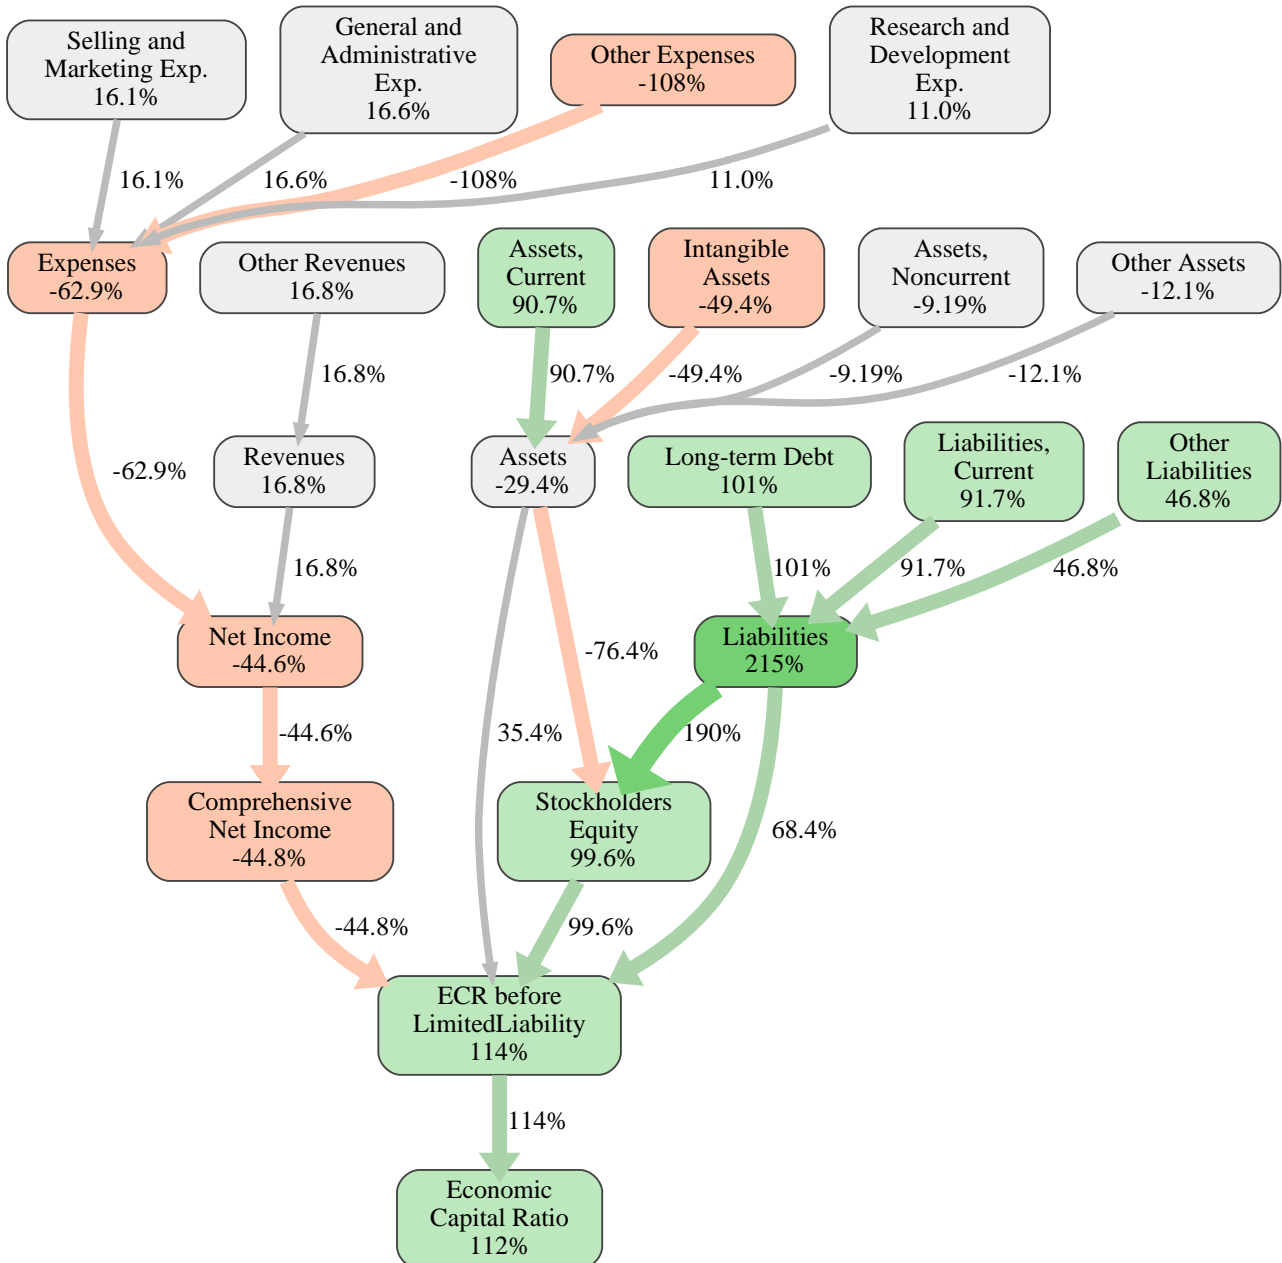 Selling and
Marketing Exp.
16.1%
General and
Administrative
Exp.
16.6%
Other Expenses
-108%
Research and
Development
Exp.
11.0%
16.1%
16.6%
-108%
11.0%
Expenses
-62.9%
Other Revenues
16.8%
Assets,
Current
90.7%
Intangible
Assets
-49.4%
Assets,
Noncurrent
-9.19%
Other Assets
-12.1%
16.8%
90.7%
-49.4%
-9.19%
-12.1%
-62.9%
Revenues
16.8%
Assets
-29.4%
Long-term Debt
101%
Liabilities,
Current
91.7%
Other
Liabilities
46.8%
16.8%
101%
91.7%
46.8%
Net Income
-44.6%
-76.4%
Liabilities
215%
-44.6%
35.4%
190%
Comprehensive
Net Income
-44.8%
Stockholders
Equity
99.6%
68.4%
-44.8%
99.6%
ECR before
LimitedLiability
114%
114%
Economic
Capital Ratio
112%